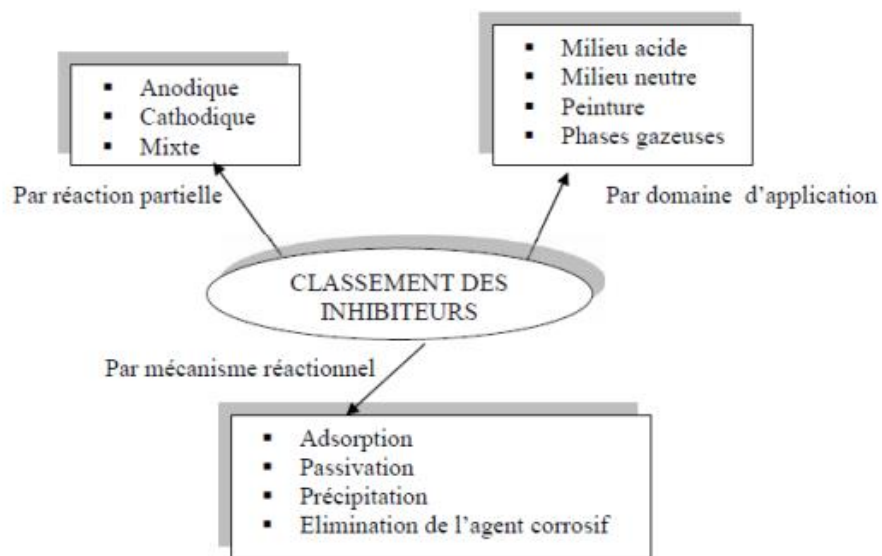 ▪ Anodique
▪ Cathodique
▪ Mixte
▪ Milieu acide
▪ Milieu neutre
▪ Peinture
▪ Phases gazeuses
Par réaction partielle
Par domaine d'application
CLASSEMENT DES
INHIBITEURS
Par mécanisme réactionnel
▪ Adsorption
▪ Passivation
▪ Précipitation
▪ Elimination de l'agent corrosif